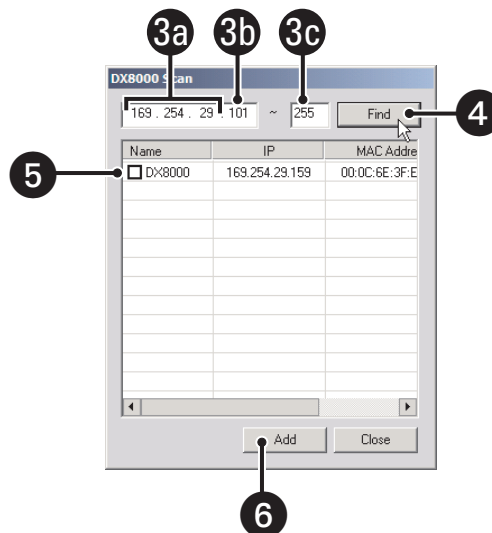 3a 3b 3c
DX8000 Scan
169 . 254 . 29 . 101 ~ 255 Find 4
Name IP MAC Addre
5 DX8000 169.254.29.159 00:0C:6E:3F:E
Add Close
6